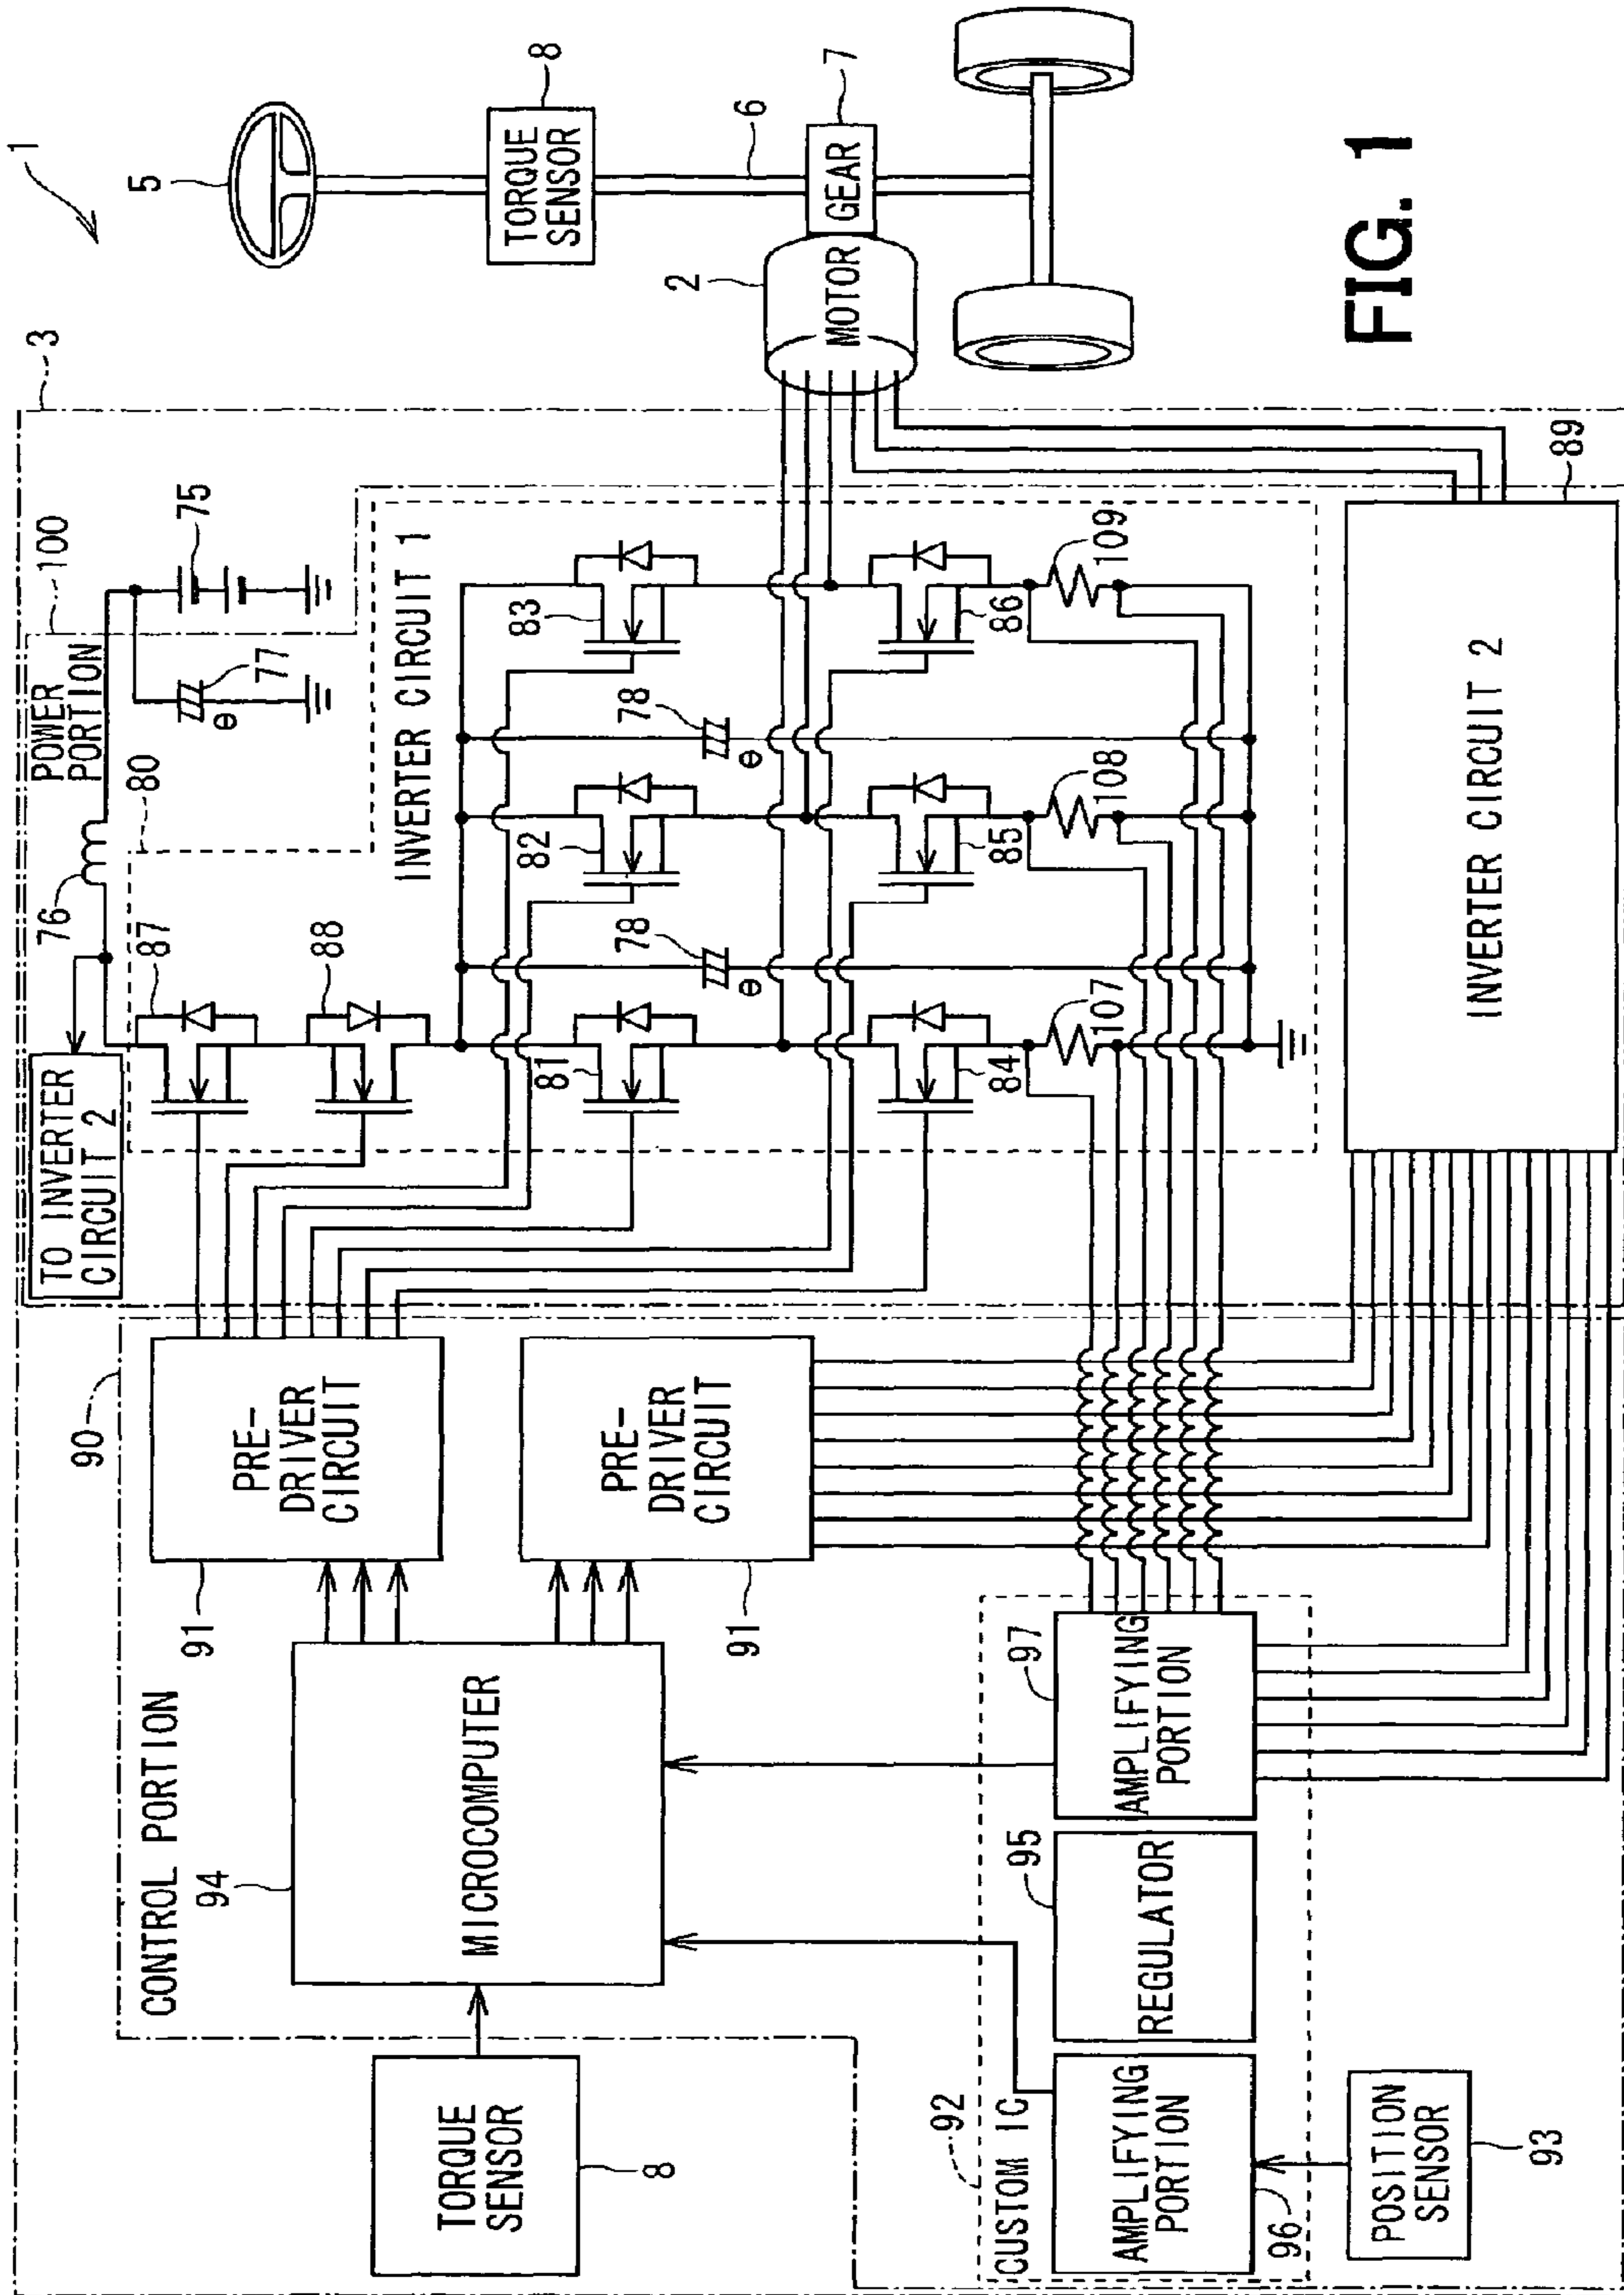 FIG. 1
1
5
TORQUE
SENSOR
8
6
GEAR
7
MOTOR
2
3
100
POWER
PORTION
75
77
⊖
76
TO INVERTER
CIRCUIT 2
80
87
88
INVERTER CIRCUIT 1
81
82
83
78
⊖
78
⊖
84
85
86
107
108
109
INVERTER CIRCUIT 2
89
90
CONTROL PORTION
PRE-
DRIVER
CIRCUIT
91
PRE-
DRIVER
CIRCUIT
91
94
MICROCOMPUTER
TORQUE
SENSOR
8
92
CUSTOM IC
AMPLIFYING
PORTION
96
REGULATOR
95
AMPLIFYING
PORTION
97
POSITION
SENSOR
93